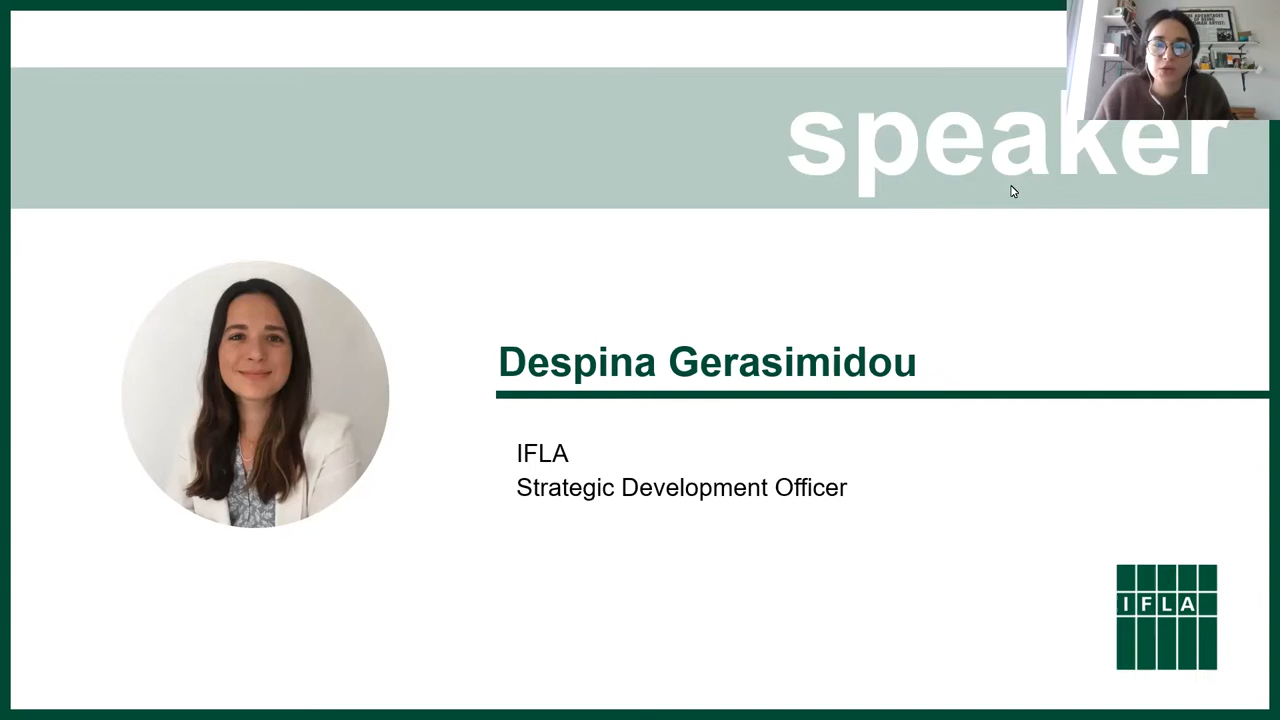 speaker
Despina Gerasimidou
IFLA
Strategic Development Officer
IFLA